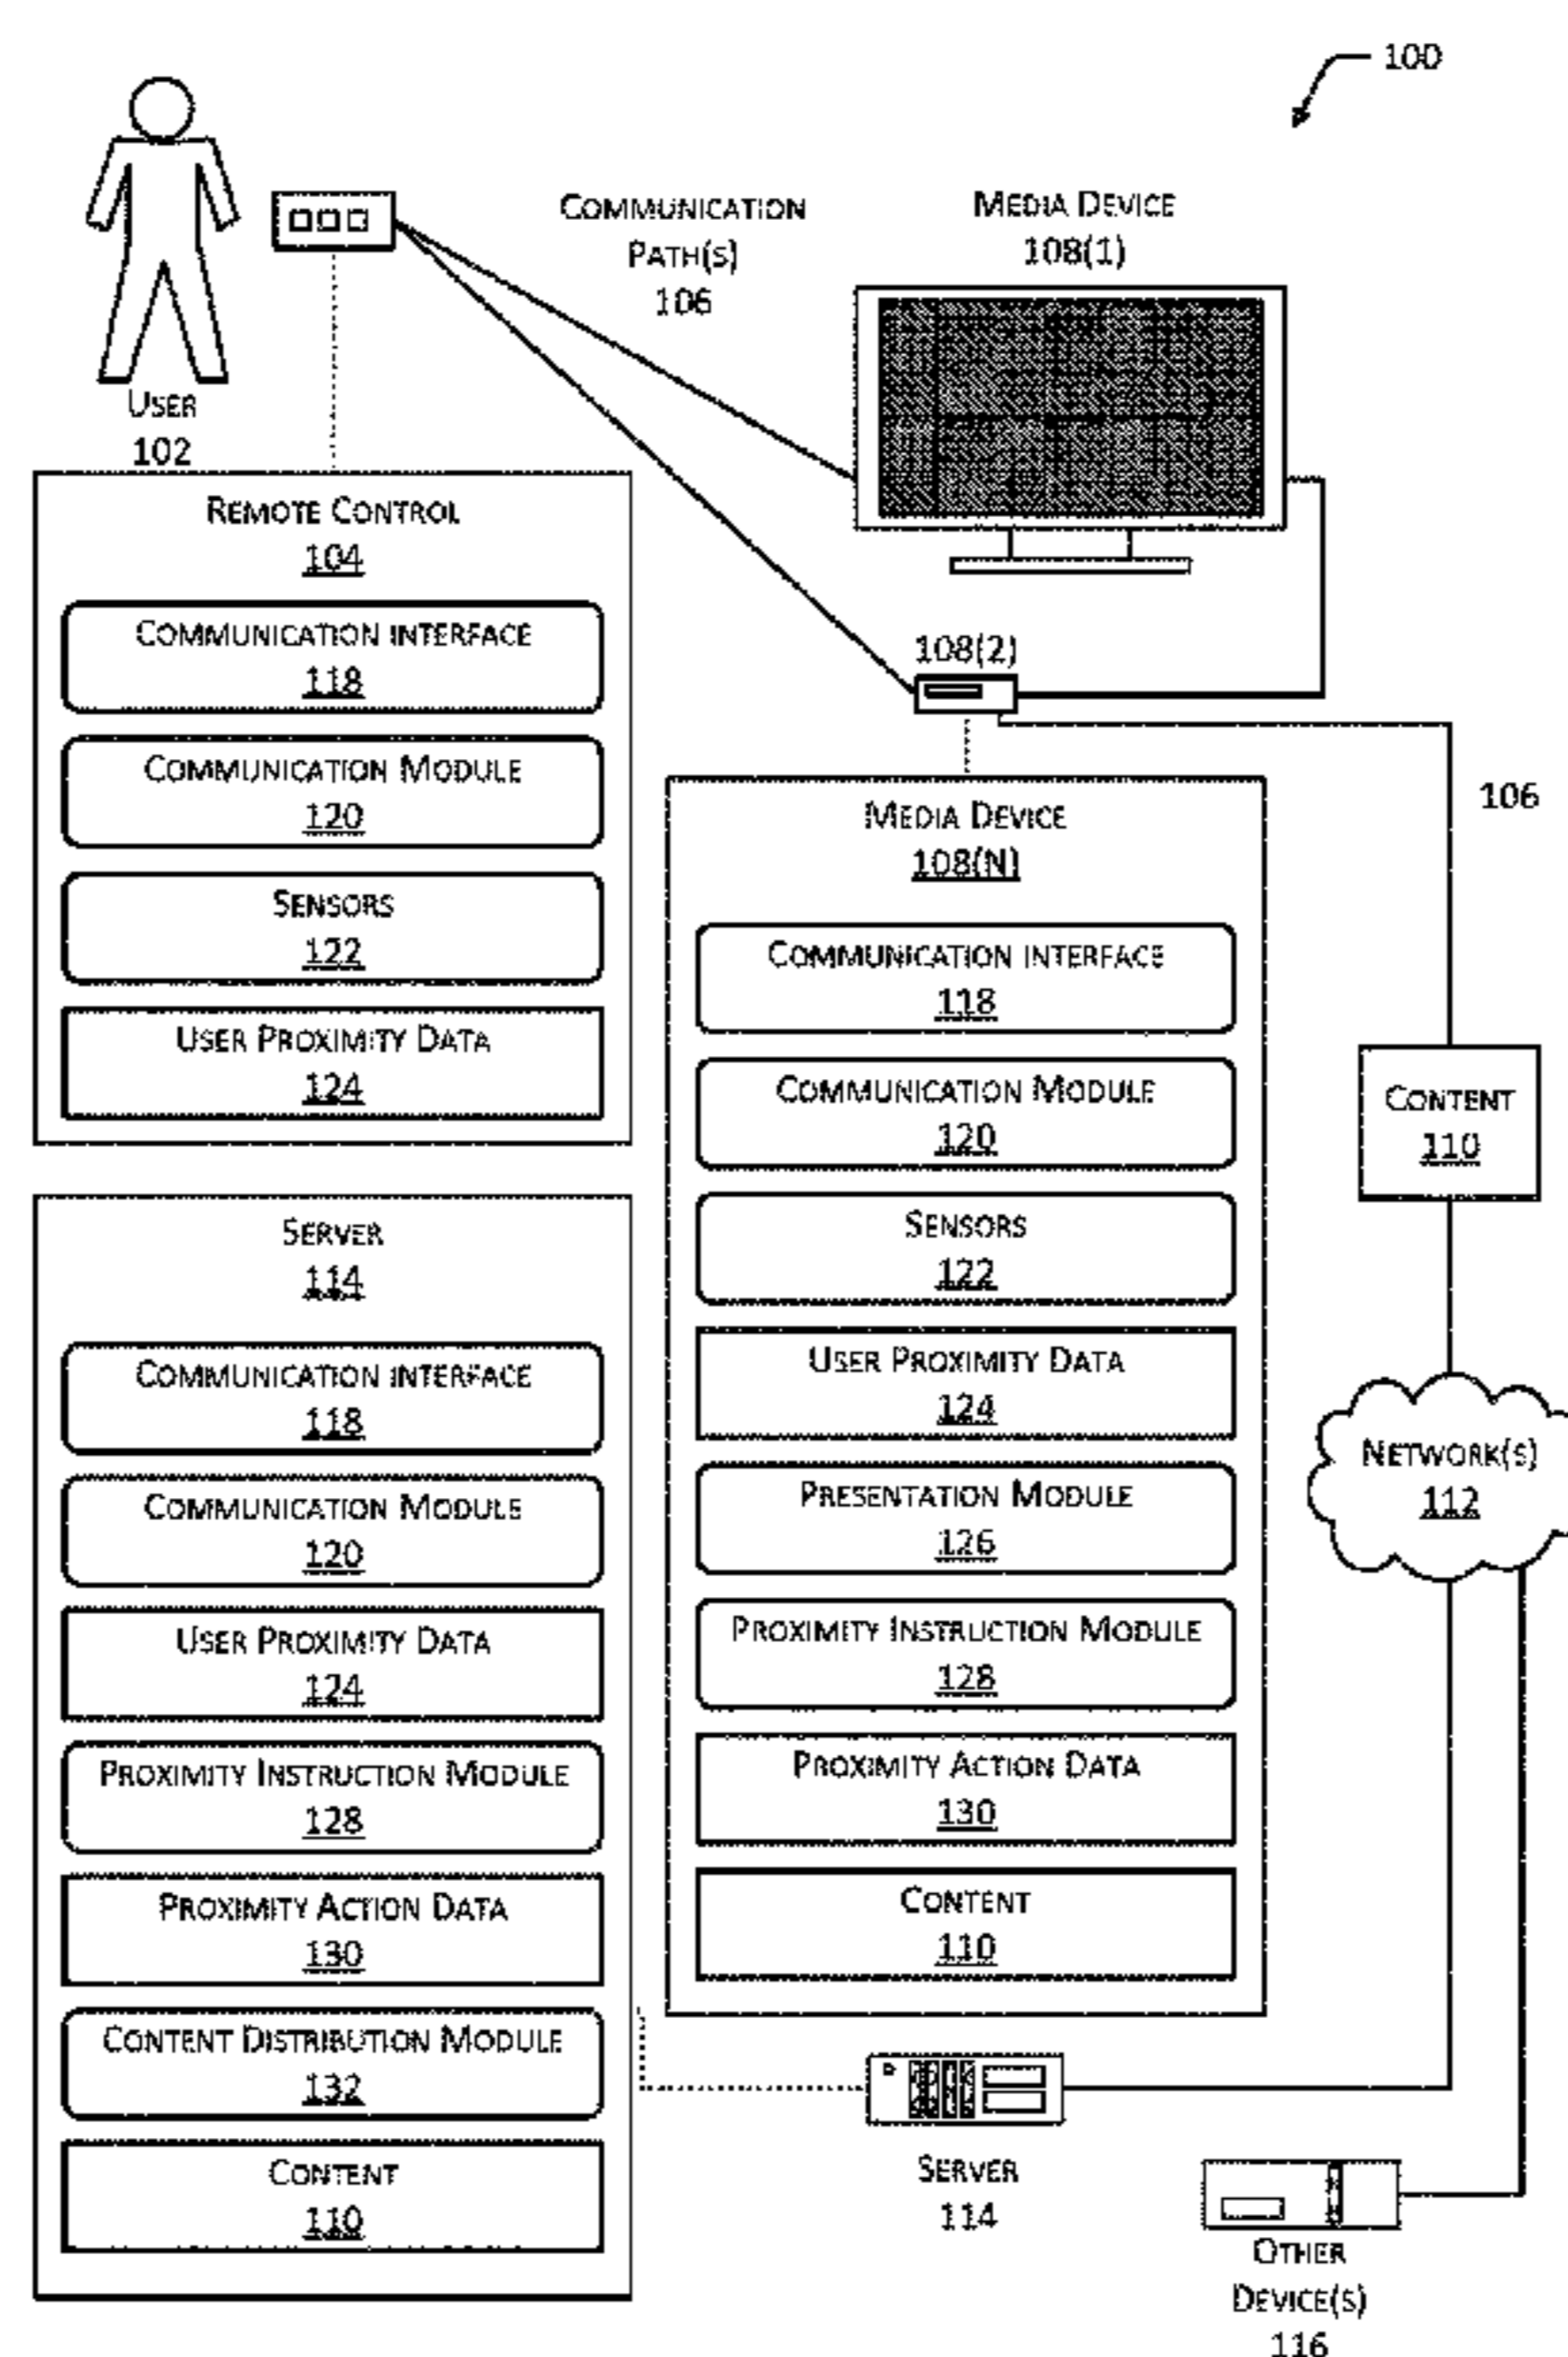 100
COMMUNICATION
PATH(S)
106
MEDIA DEVICE
108(1)
USER
102
REMOTE CONTROL
104
COMMUNICATION INTERFACE
118
COMMUNICATION MODULE
120
SENSORS
122
USER PROXIMITY DATA
124
108(2)
106
MEDIA DEVICE
108(N)
COMMUNICATION INTERFACE
118
COMMUNICATION MODULE
120
SENSORS
122
USER PROXIMITY DATA
124
PRESENTATION MODULE
126
PROXIMITY INSTRUCTION MODULE
128
PROXIMITY ACTION DATA
130
CONTENT
110
CONTENT
110
NETWORK(S)
112
SERVER
114
COMMUNICATION INTERFACE
118
COMMUNICATION MODULE
120
USER PROXIMITY DATA
124
PROXIMITY INSTRUCTION MODULE
128
PROXIMITY ACTION DATA
130
CONTENT DISTRIBUTION MODULE
132
CONTENT
110
SERVER
114
OTHER
DEVICE(S)
116